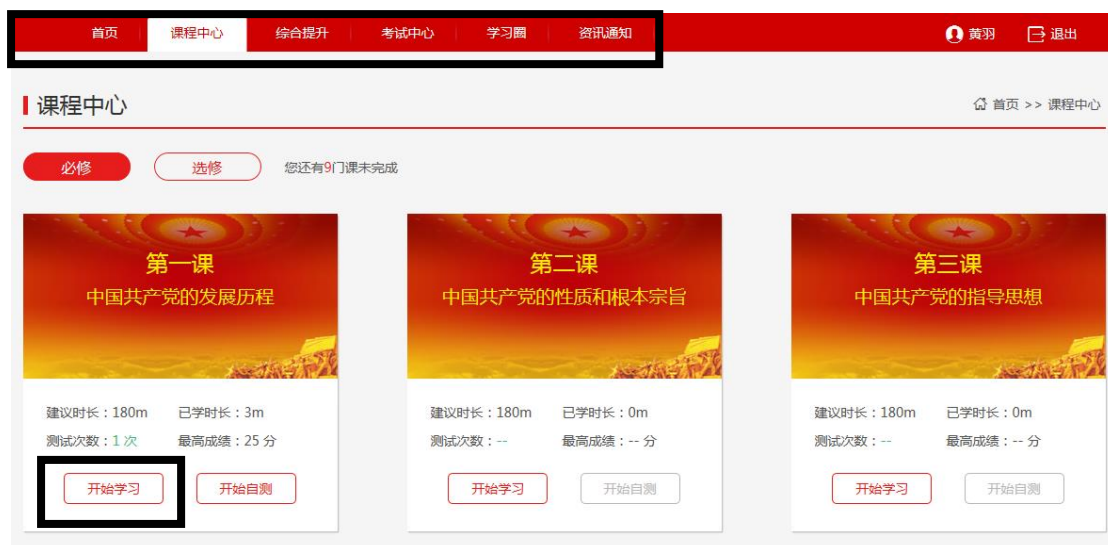 首页 课程中心 综合提升 考试中心 学习圈 资讯通知 黄羽 退出
课程中心 首页 >> 课程中心
必修 选修 您还有9门课未完成
第一课
中国共产党的发展历程
建议时长：180m 已学时长：3m
测试次数：1 次 最高成绩：25 分
开始学习 开始自测
第二课
中国共产党的性质和根本宗旨
建议时长：180m 已学时长：0m
测试次数：-- 最高成绩：-- 分
开始学习 开始自测
第三课
中国共产党的指导思想
建议时长：180m 已学时长：0m
测试次数：-- 最高成绩：-- 分
开始学习 开始自测